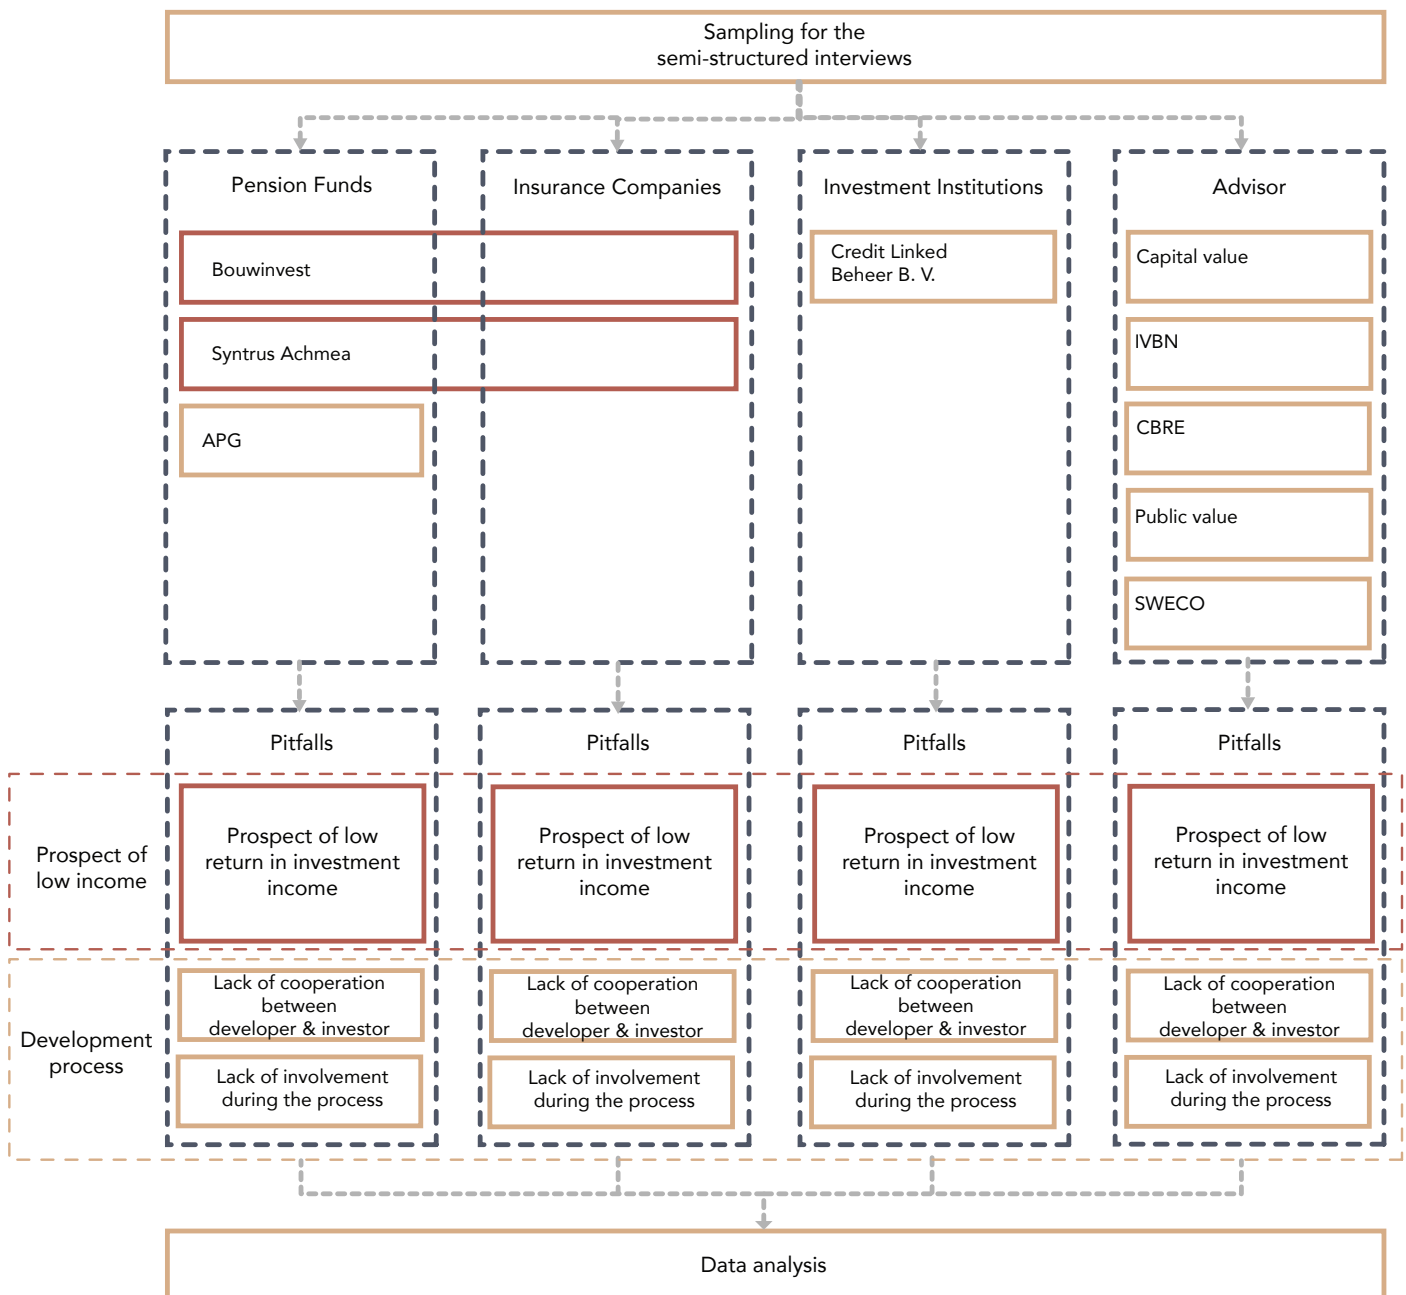 Sampling for the
semi-structured interviews
Pension Funds
Insurance Companies
Investment Institutions
Advisor
Bouwinvest
Credit Linked
Beheer B. V.
Capital value
Syntrus Achmea
IVBN
APG
CBRE
Public value
SWECO
Pitfalls
Pitfalls
Pitfalls
Pitfalls
Prospect of
low income
Prospect of low
return in investment
income
Prospect of low
return in investment
income
Prospect of low
return in investment
income
Prospect of low
return in investment
income
Development
process
Lack of cooperation
between
developer & investor
Lack of cooperation
between
developer & investor
Lack of cooperation
between
developer & investor
Lack of cooperation
between
developer & investor
Lack of involvement
during the process
Lack of involvement
during the process
Lack of involvement
during the process
Lack of involvement
during the process
Data analysis